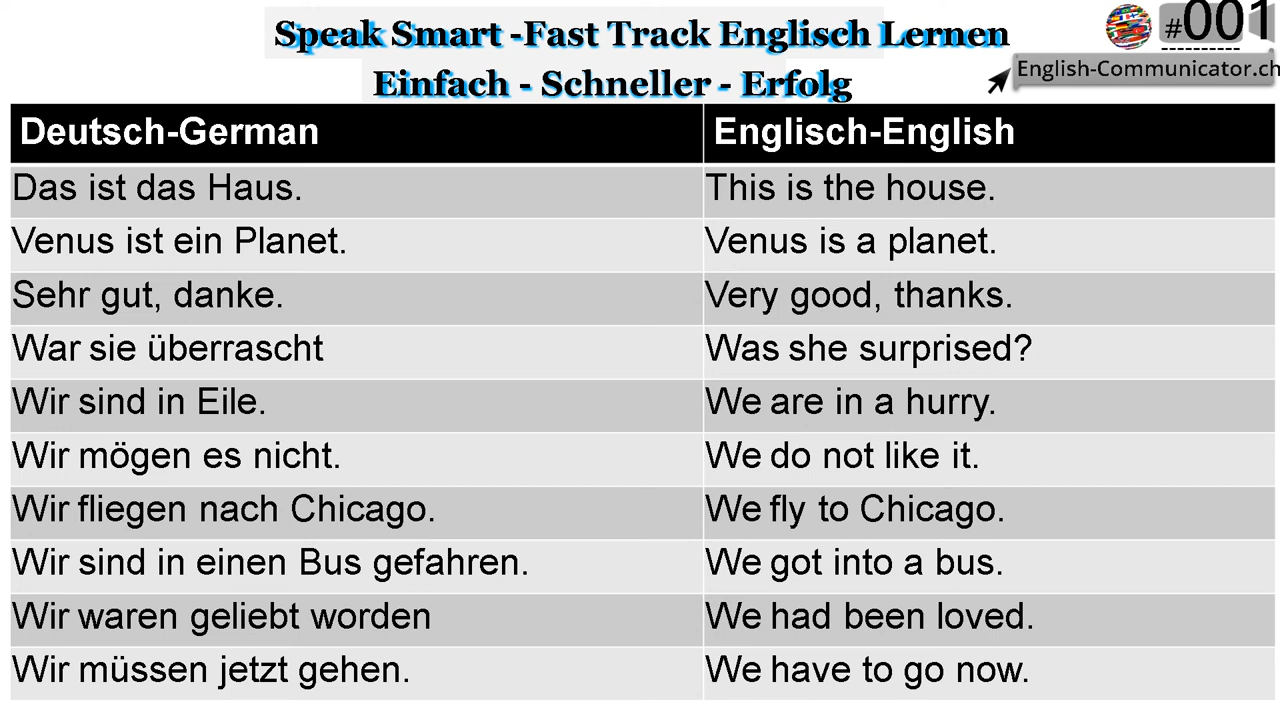 Speak Smart -Fast Track Englisch Lernen
#001
Einfach - Schneller - Erfolg
English-Communicator.ch
Deutsch-German Englisch-English
Das ist das Haus. This is the house.
Venus ist ein Planet. Venus is a planet.
Sehr gut, danke. Very good, thanks.
War sie überrascht Was she surprised?
Wir sind in Eile. We are in a hurry.
Wir mögen es nicht. We do not like it.
Wir fliegen nach Chicago. We fly to Chicago.
Wir sind in einen Bus gefahren. We got into a bus.
Wir waren geliebt worden We had been loved.
Wir müssen jetzt gehen. We have to go now.